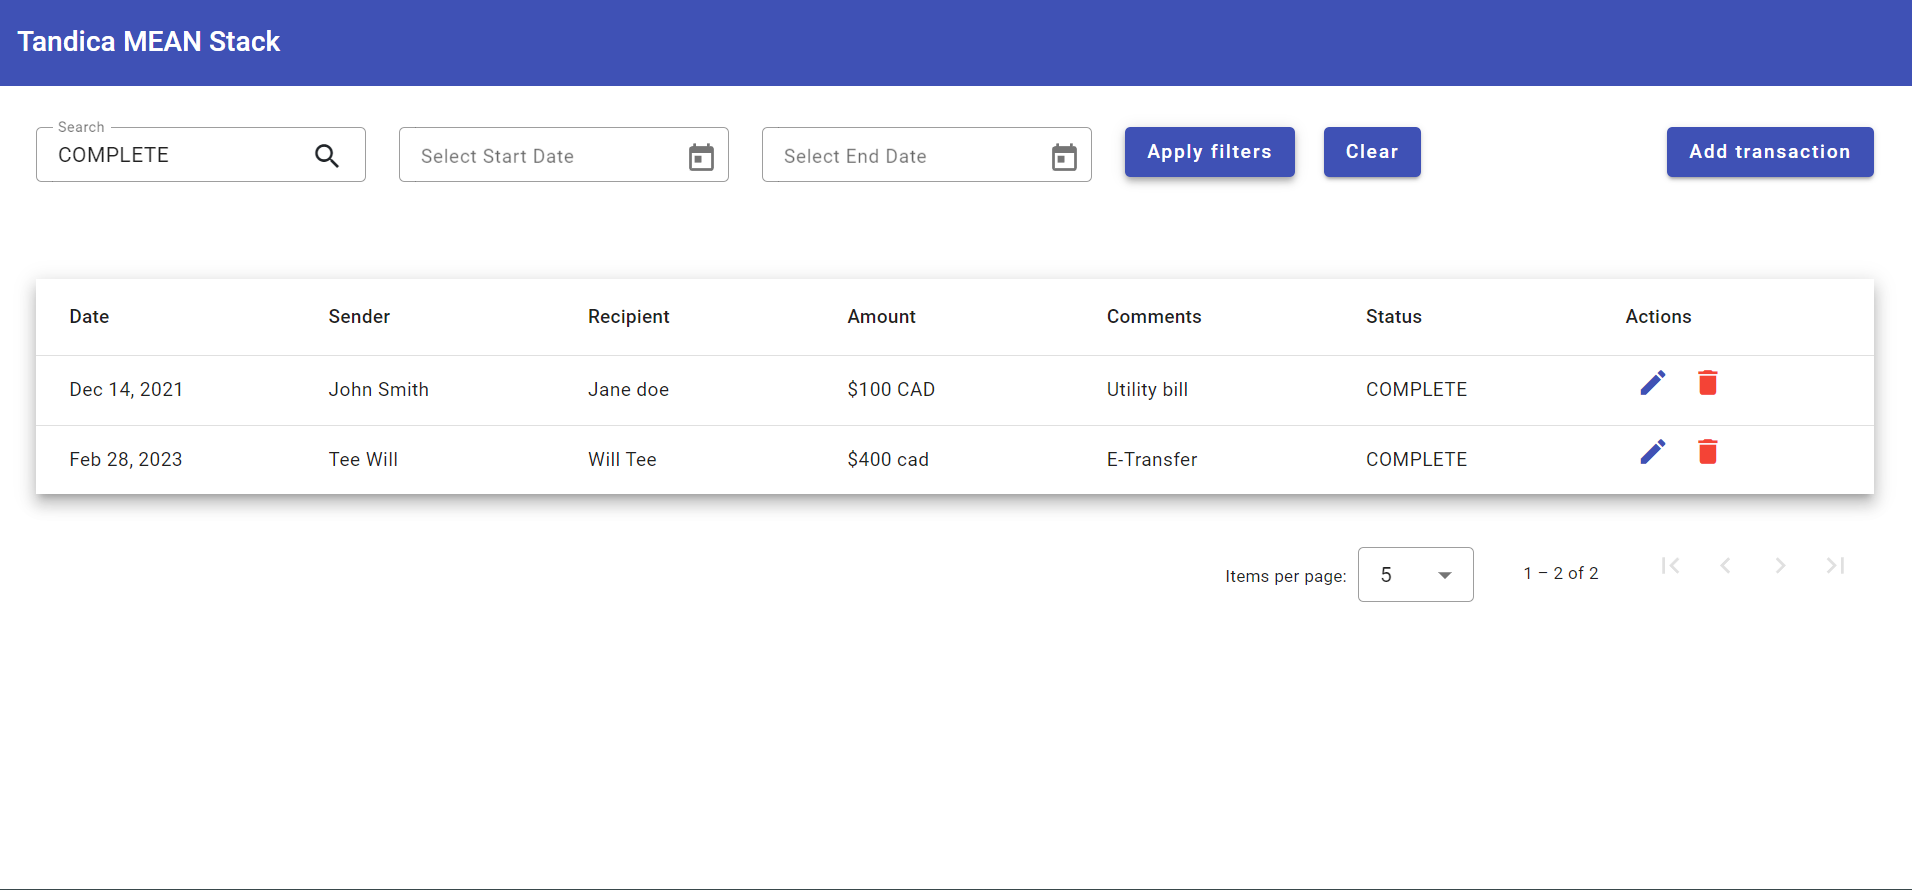 Tandica MEAN Stack
Search
COMPLETE
Select Start Date
Select End Date
Apply filters
Clear
Add transaction
Date Sender Recipient Amount Comments Status Actions
Dec 14, 2021 John Smith Jane doe $100 CAD Utility bill COMPLETE
Feb 28, 2023 Tee Will Will Tee $400 cad E-Transfer COMPLETE
Items per page: 5 1 – 2 of 2